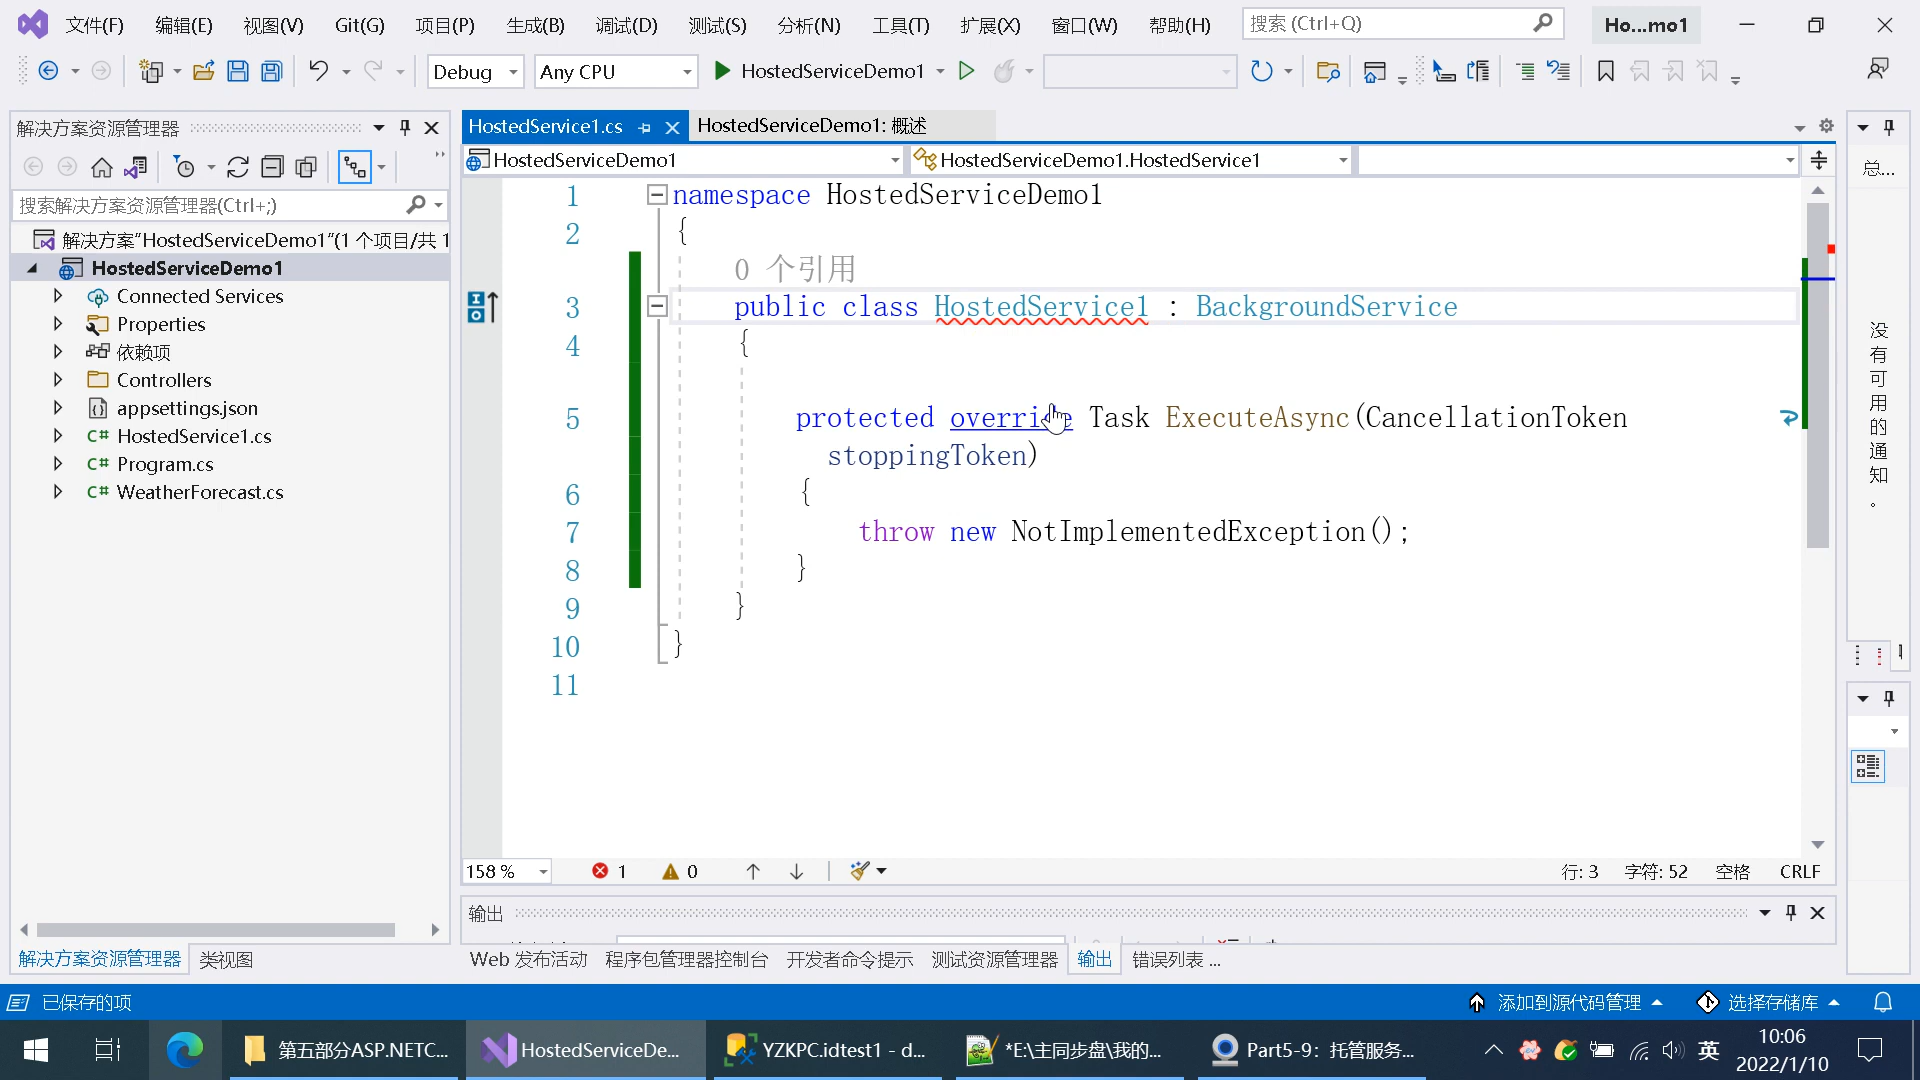 文件(F) 编辑(E) 视图(V) Git(G) 项目(P) 生成(B) 调试(D) 测试(S) 分析(N) 工具(T) 扩展(X) 窗口(W) 帮助(H) 搜索 (Ctrl+Q) Ho...mo1
Debug Any CPU HostedServiceDemo1
解决方案资源管理器
搜索解决方案资源管理器(Ctrl+;)
解决方案"HostedServiceDemo1"(1 个项目/共 1
HostedServiceDemo1
Connected Services
Properties
依赖项
Controllers
appsettings.json
C# HostedService1.cs
C# Program.cs
C# WeatherForecast.cs
解决方案资源管理器 类视图
HostedService1.cs HostedServiceDemo1: 概述
HostedServiceDemo1 HostedServiceDemo1.HostedService1
1 namespace HostedServiceDemo1
2 {
0 个引用
3 public class HostedService1 : BackgroundService
4 {
5 protected override Task ExecuteAsync(CancellationToken
stoppingToken)
6 {
7 throw new NotImplementedException();
8 }
9 }
10 }
11
158 % 1 0 行: 3 字符: 52 空格 CRLF
输出
Web 发布活动 程序包管理器控制台 开发者命令提示 测试资源管理器 输出 错误列表 ...
总...
没有可用的通知。
已保存的项 添加到源代码管理 选择存储库
第五部分ASP.NETC... HostedServiceDe... YZKPC.idtest1 - d... *E:\主同步盘\我的... Part5-9：托管服务... 英 10:06
2022/1/10